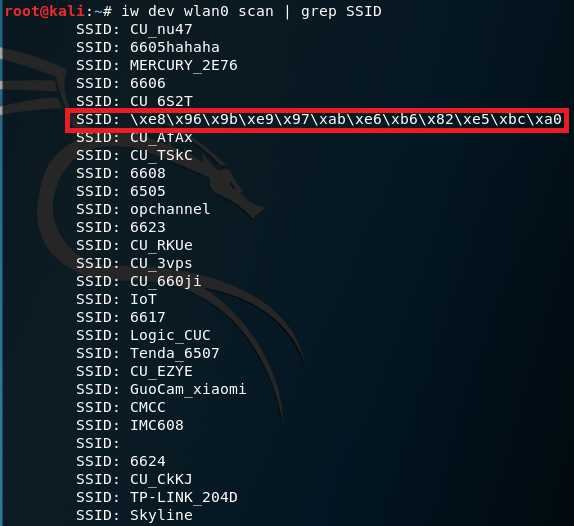 root@kali:~# iw dev wlan0 scan | grep SSID
SSID: CU_nu47
SSID: 6605hahaha
SSID: MERCURY_2E76
SSID: 6606
SSID: CU_6S2T
SSID: \xe8\x96\x9b\xe9\x97\xab\xe6\xb6\x82\xe5\xbc\xa0
SSID: CU_AfAx
SSID: CU_TSkC
SSID: 6608
SSID: 6505
SSID: opchannel
SSID: 6623
SSID: CU_RKUe
SSID: CU_3vps
SSID: CU_660ji
SSID: IoT
SSID: 6617
SSID: Logic_CUC
SSID: Tenda_6507
SSID: CU_EZYE
SSID: GuoCam_xiaomi
SSID: CMCC
SSID: IMC608
SSID:
SSID: 6624
SSID: CU_CkKJ
SSID: TP-LINK_204D
SSID: Skyline